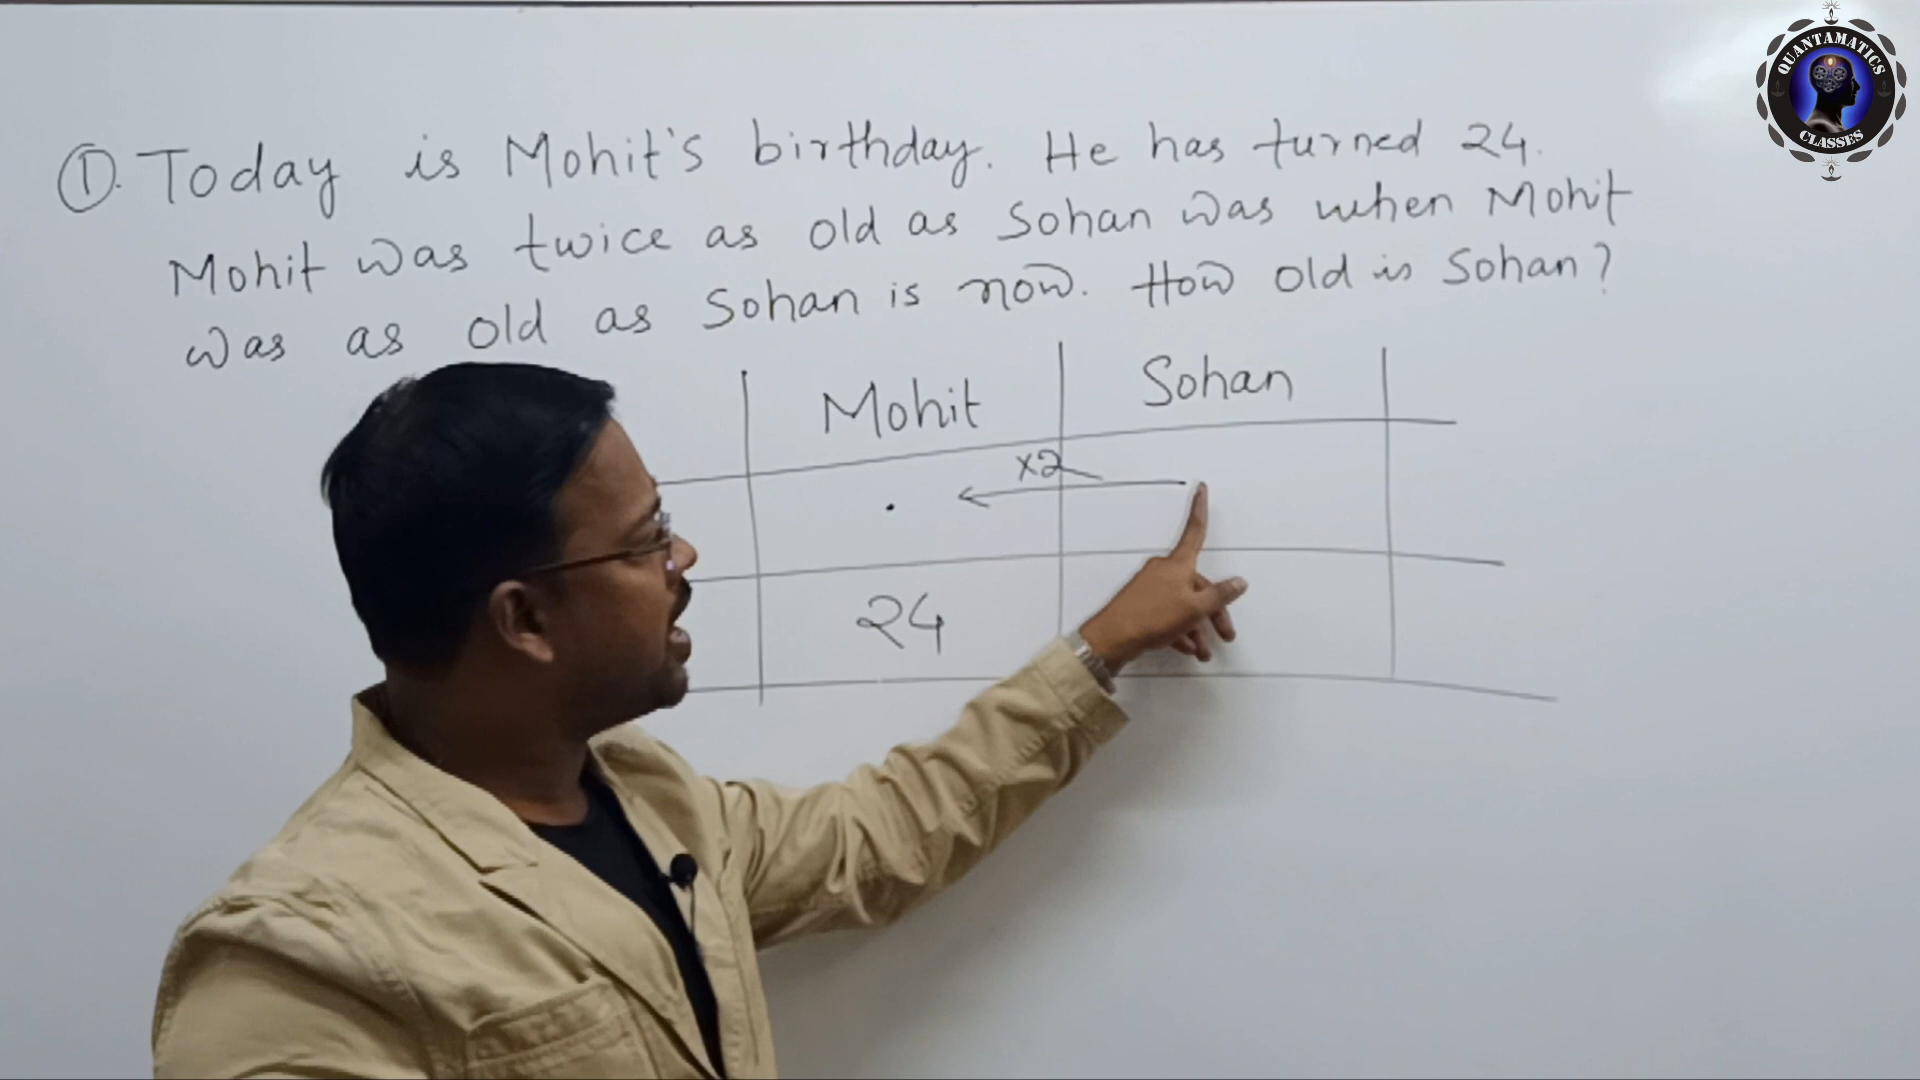 ① Today is Mohit's birthday. He has turned 24.
Mohit was twice as old as Sohan was when Mohit
was as old as Sohan is now. How old is Sohan?
Mohit Sohan
×2
24
QUANTAMATICS
CLASSES